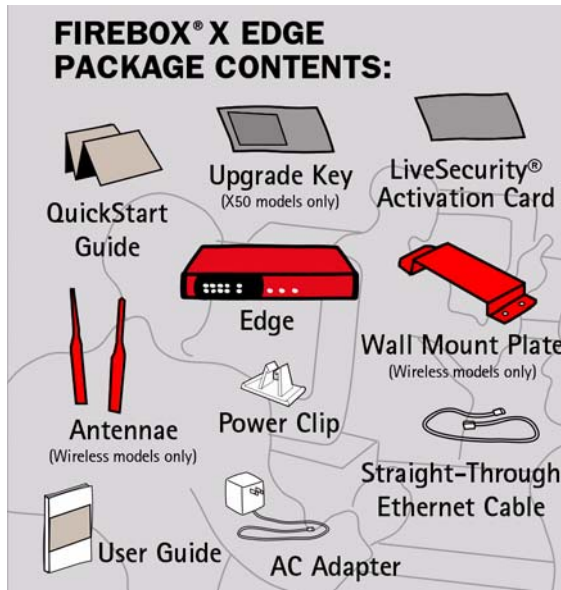 FIREBOX® X EDGE
PACKAGE CONTENTS:
QuickStart
Guide
Upgrade Key
(X50 models only)
LiveSecurity®
Activation Card
Edge
Antennae
(Wireless models only)
Power Clip
Wall Mount Plate
(Wireless models only)
Straight-Through
Ethernet Cable
User Guide
AC Adapter